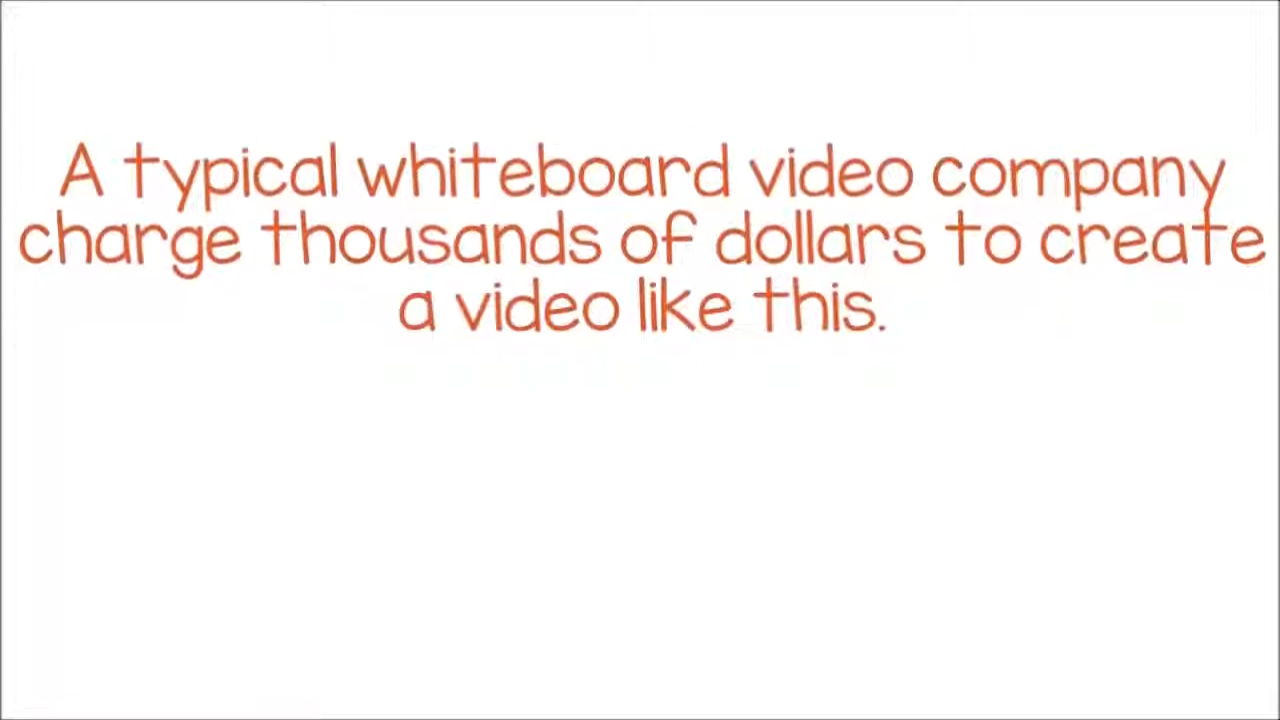 A typical whiteboard video company
charge thousands of dollars to create
a video like this.